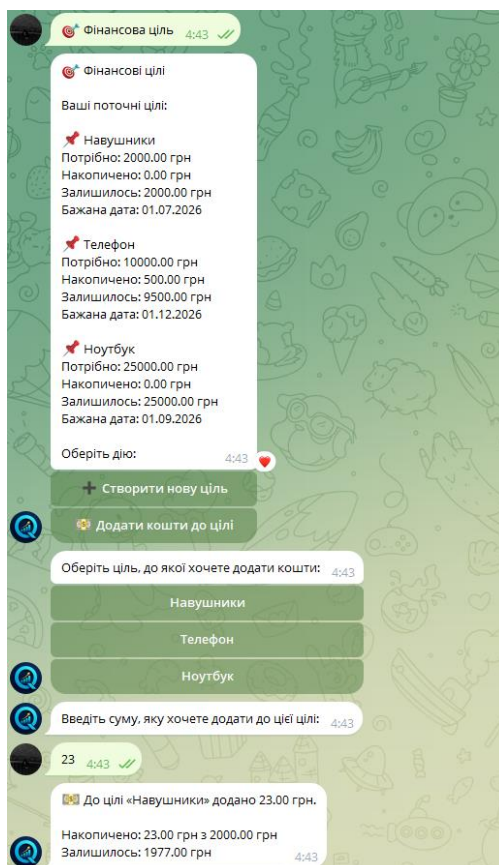 🎯 Фінансова ціль 4:43
🎯 Фінансові цілі
Ваші поточні цілі:
📌 Навушники
Потрібно: 2000.00 грн
Накопичено: 0.00 грн
Залишилось: 2000.00 грн
Бажана дата: 01.07.2026
📌 Телефон
Потрібно: 10000.00 грн
Накопичено: 500.00 грн
Залишилось: 9500.00 грн
Бажана дата: 01.12.2026
📌 Ноутбук
Потрібно: 25000.00 грн
Накопичено: 0.00 грн
Залишилось: 25000.00 грн
Бажана дата: 01.09.2026
Оберіть дію: 4:43
➕ Створити нову ціль
💵 Додати кошти до цілі
Оберіть ціль, до якої хочете додати кошти: 4:43
Навушники
Телефон
Ноутбук
Введіть суму, яку хочете додати до цієї цілі: 4:43
23 4:43
💵 До цілі «Навушники» додано 23.00 грн.
Накопичено: 23.00 грн з 2000.00 грн
Залишилось: 1977.00 грн 4:43